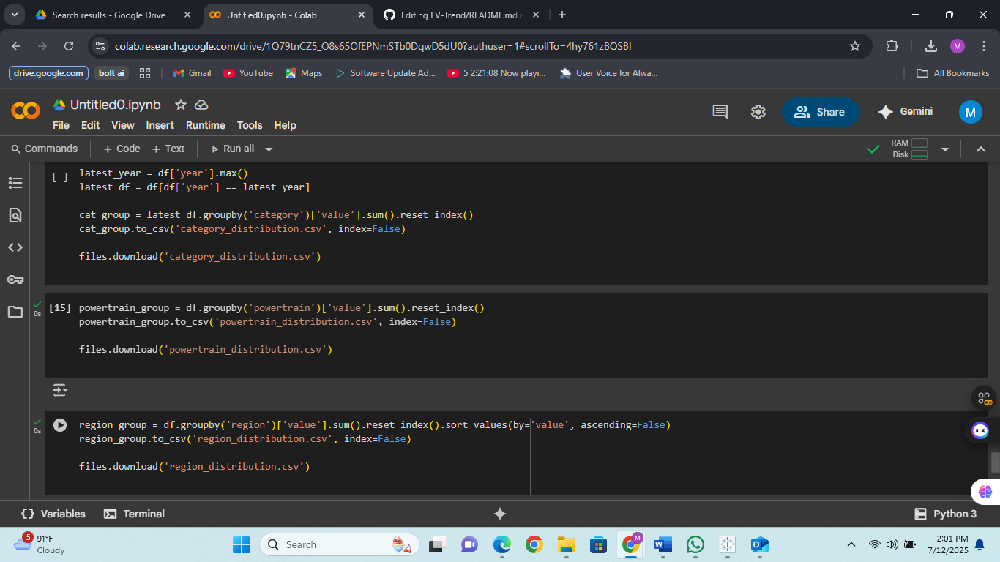 Search results - Google Drive
Untitled0.ipynb - Colab
Editing EV-Trend/README.md a
colab.research.google.com/drive/1Q79tnCZ5_O8s65OfEPNmSTb0DqwD5dU0?authuser=1#scrollTo=4hy761zBQSBI
M
drive.google.com
bolt ai
Gmail
YouTube
Maps
Software Update Ad...
5 2:21:08 Now playi...
User Voice for Alwa...
All Bookmarks
Untitled0.ipynb
Share
Gemini
M
File Edit View Insert Runtime Tools Help
Commands + Code + Text Run all
RAM
Disk
[ ]
latest_year = df['year'].max()
latest_df = df[df['year'] == latest_year]
cat_group = latest_df.groupby('category')['value'].sum().reset_index()
cat_group.to_csv('category_distribution.csv', index=False)
files.download('category_distribution.csv')
0s
[15] powertrain_group = df.groupby('powertrain')['value'].sum().reset_index()
powertrain_group.to_csv('powertrain_distribution.csv', index=False)
files.download('powertrain_distribution.csv')
0s
region_group = df.groupby('region')['value'].sum().reset_index().sort_values(by='value', ascending=False)
region_group.to_csv('region_distribution.csv', index=False)
files.download('region_distribution.csv')
{} Variables
Terminal
Python 3
5
91°F
Cloudy
Search
M
2:01 PM
7/12/2025